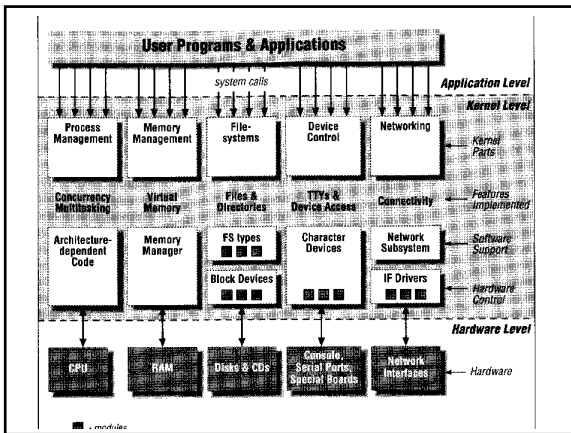 User Programs & Applications
system calls
Application Level
Kernel Level
Process Management
Memory Management
File-systems
Device Control
Networking
Kernel Parts
Concurrency Multitasking
Virtual Memory
Files & Directories
TTYs & Device Access
Connectivity
Features Implemented
Architecture-dependent Code
Memory Manager
FS types
Character Devices
Network Subsystem
Software Support
Block Devices
IF Drivers
Hardware Control
Hardware Level
CPU
RAM
Disks & CDs
Console, Serial Ports, Special Boards
Network Interfaces
Hardware
- modules